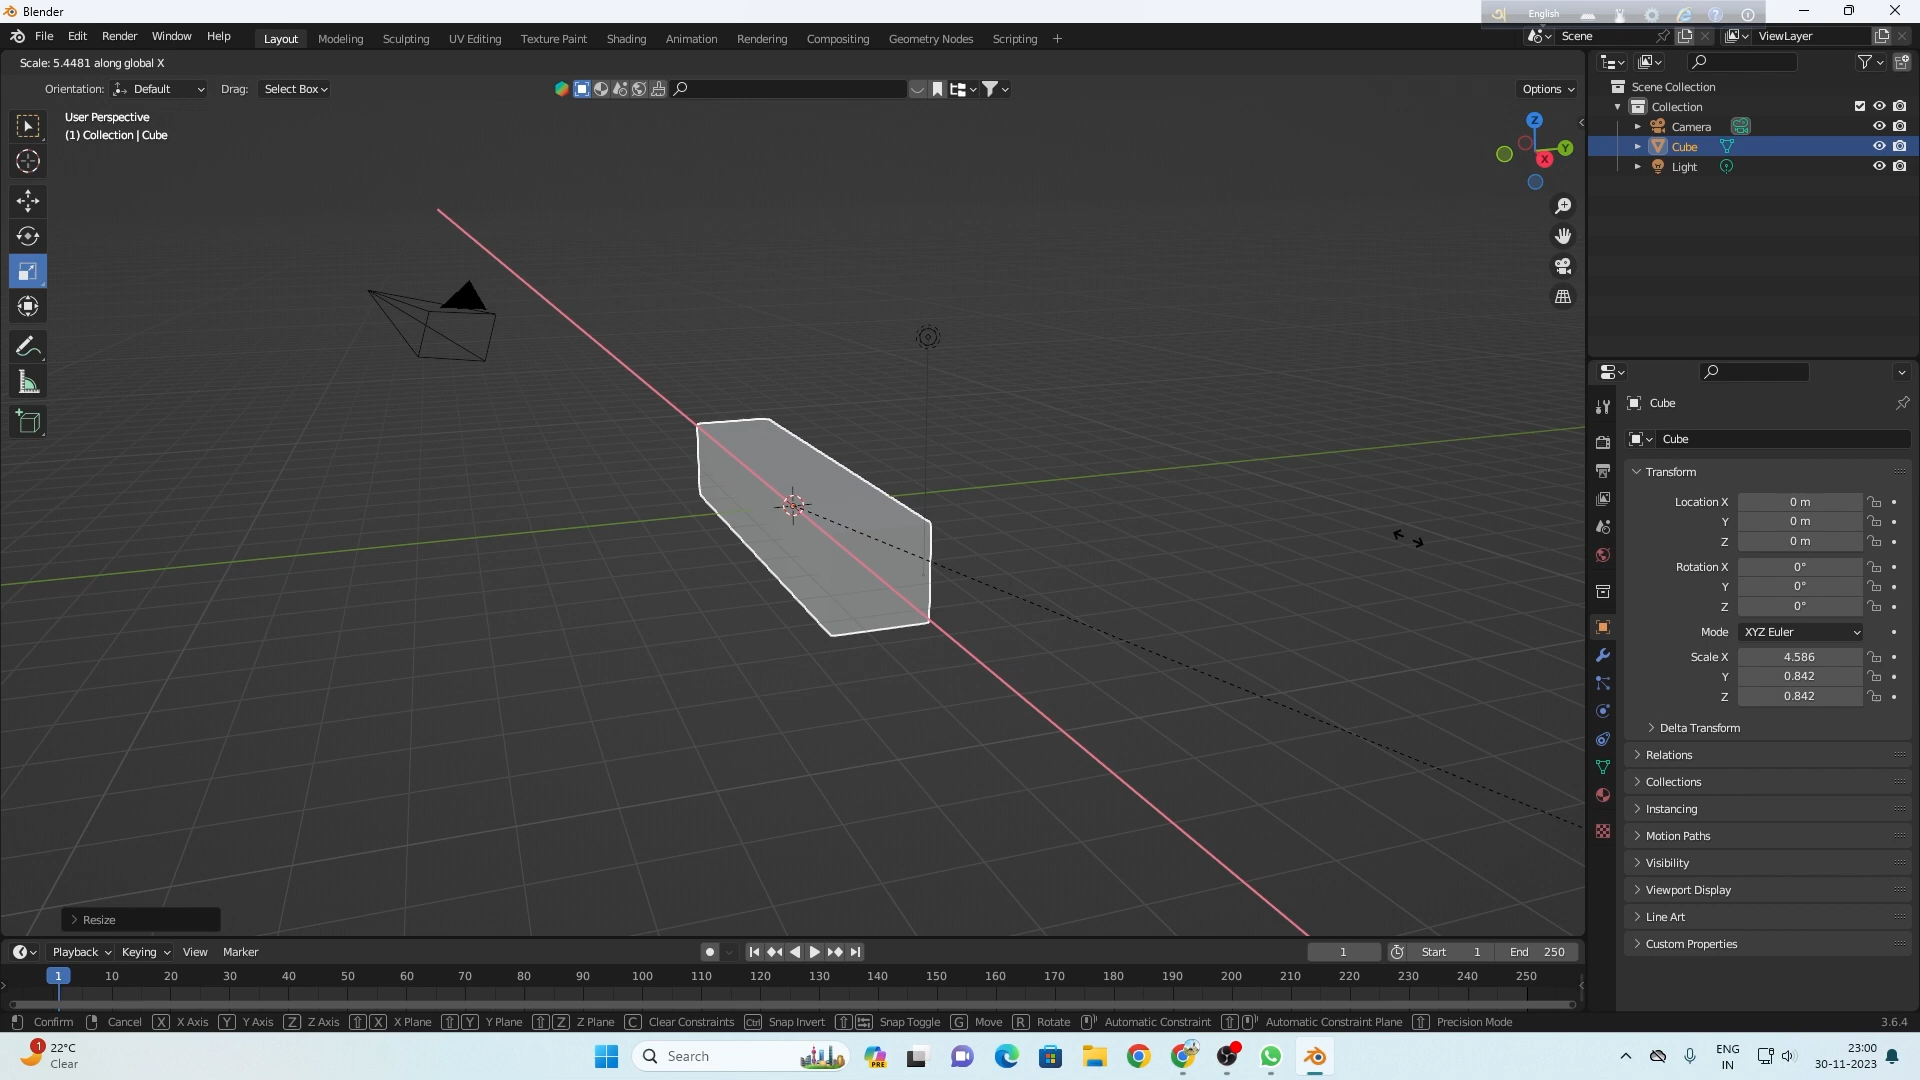 Blender
English
File Edit Render Window Help Layout Modeling Sculpting UV Editing Texture Paint Shading Animation Rendering Compositing Geometry Nodes Scripting + Scene ViewLayer
Scale: 5.4481 along global X
Orientation: Default Drag: Select Box Options
User Perspective
(1) Collection | Cube
Z
Y
X
Scene Collection
Collection
Camera
Cube
Light
Cube
Cube
Transform
Location X 0 m
Y 0 m
Z 0 m
Rotation X 0°
Y 0°
Z 0°
Mode XYZ Euler
Scale X 4.586
Y 0.842
Z 0.842
Delta Transform
Relations
Collections
Instancing
Motion Paths
Visibility
Viewport Display
Line Art
Custom Properties
Resize
Playback Keying View Marker 1 Start 1 End 250
1 10 20 30 40 50 60 70 80 90 100 110 120 130 140 150 160 170 180 190 200 210 220 230 240 250
Confirm Cancel X X Axis Y Y Axis Z Z Axis X X Plane Y Y Plane Z Z Plane C Clear Constraints Ctrl Snap Invert Snap Toggle G Move R Rotate Automatic Constraint Automatic Constraint Plane Precision Mode 3.6.4
1
22°C
Clear
Search
PRE
ENG
IN
23:00
30-11-2023